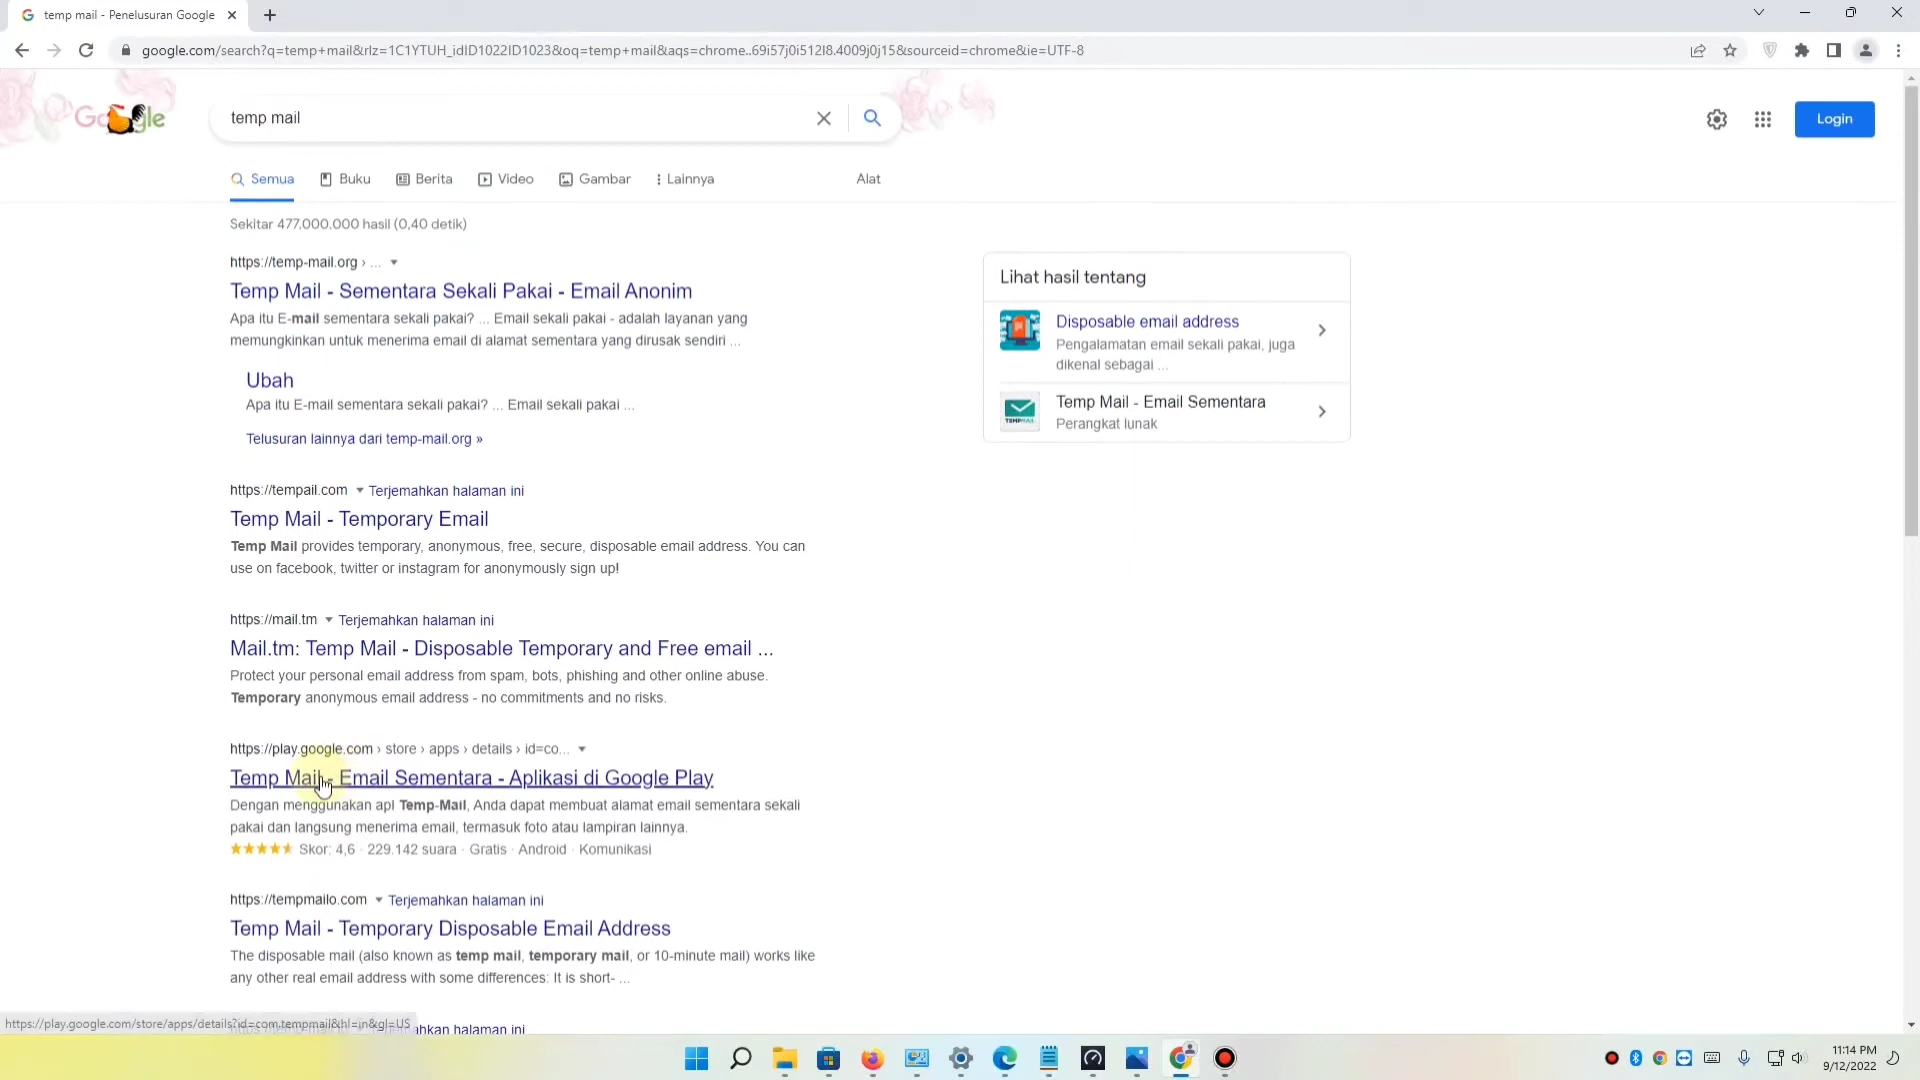 temp mail - Penelusuran Google
google.com/search?q=temp+mail&rlz=1C1YTUH_idID1022ID1023&oq=temp+mail&aqs=chrome..69i57j0i512l8.4009j0j15&sourceid=chrome&ie=UTF-8
Google
temp mail
Login
Semua Buku Berita Video Gambar Lainnya Alat
Sekitar 477.000.000 hasil (0,40 detik)
https://temp-mail.org › ...
Temp Mail - Sementara Sekali Pakai - Email Anonim
Apa itu E-mail sementara sekali pakai? ... Email sekali pakai - adalah layanan yang
memungkinkan untuk menerima email di alamat sementara yang dirusak sendiri ...
Ubah
Apa itu E-mail sementara sekali pakai? ... Email sekali pakai ...
Telusuran lainnya dari temp-mail.org »
https://tempail.com Terjemahkan halaman ini
Temp Mail - Temporary Email
Temp Mail provides temporary, anonymous, free, secure, disposable email address. You can
use on facebook, twitter or instagram for anonymously sign up!
https://mail.tm Terjemahkan halaman ini
Mail.tm: Temp Mail - Disposable Temporary and Free email ...
Protect your personal email address from spam, bots, phishing and other online abuse.
Temporary anonymous email address - no commitments and no risks.
https://play.google.com › store › apps › details › id=co...
Temp Mail - Email Sementara - Aplikasi di Google Play
Dengan menggunakan apl Temp-Mail, Anda dapat membuat alamat email sementara sekali
pakai dan langsung menerima email, termasuk foto atau lampiran lainnya.
Skor: 4,6 · 229.142 suara · Gratis · Android · Komunikasi
https://tempmailo.com Terjemahkan halaman ini
Temp Mail - Temporary Disposable Email Address
The disposable mail (also known as temp mail, temporary mail, or 10-minute mail) works like
any other real email address with some differences: It is short- ...
Lihat hasil tentang
Disposable email address
Pengalamatan email sekali pakai, juga
dikenal sebagai ...
TEMPMAIL
Temp Mail - Email Sementara
Perangkat lunak
https://play.google.com/store/apps/details?id=com.tempmail&hl=in&gl=US
halaman ini
11:14 PM
9/12/2022